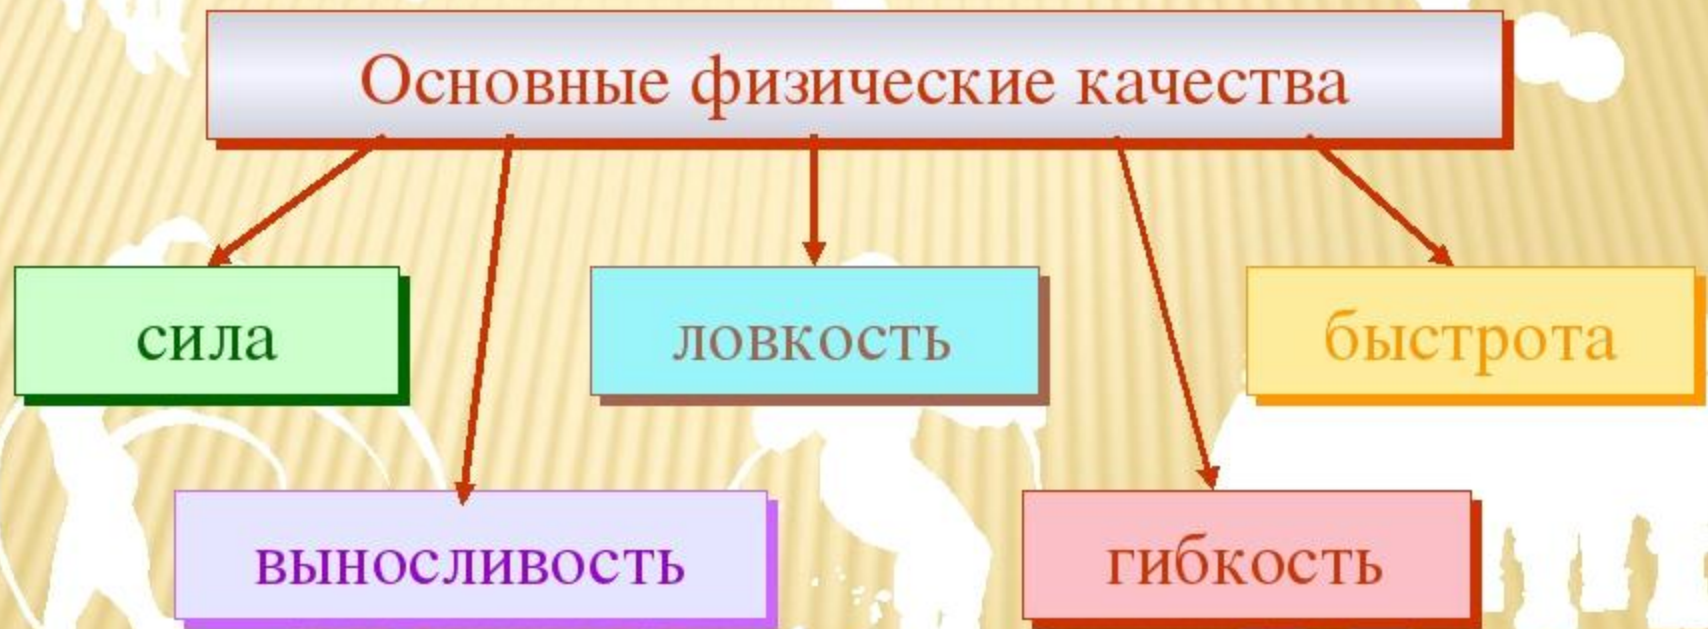 Основные физические качества
сила
ловкость
быстрота
выносливость
гибкость